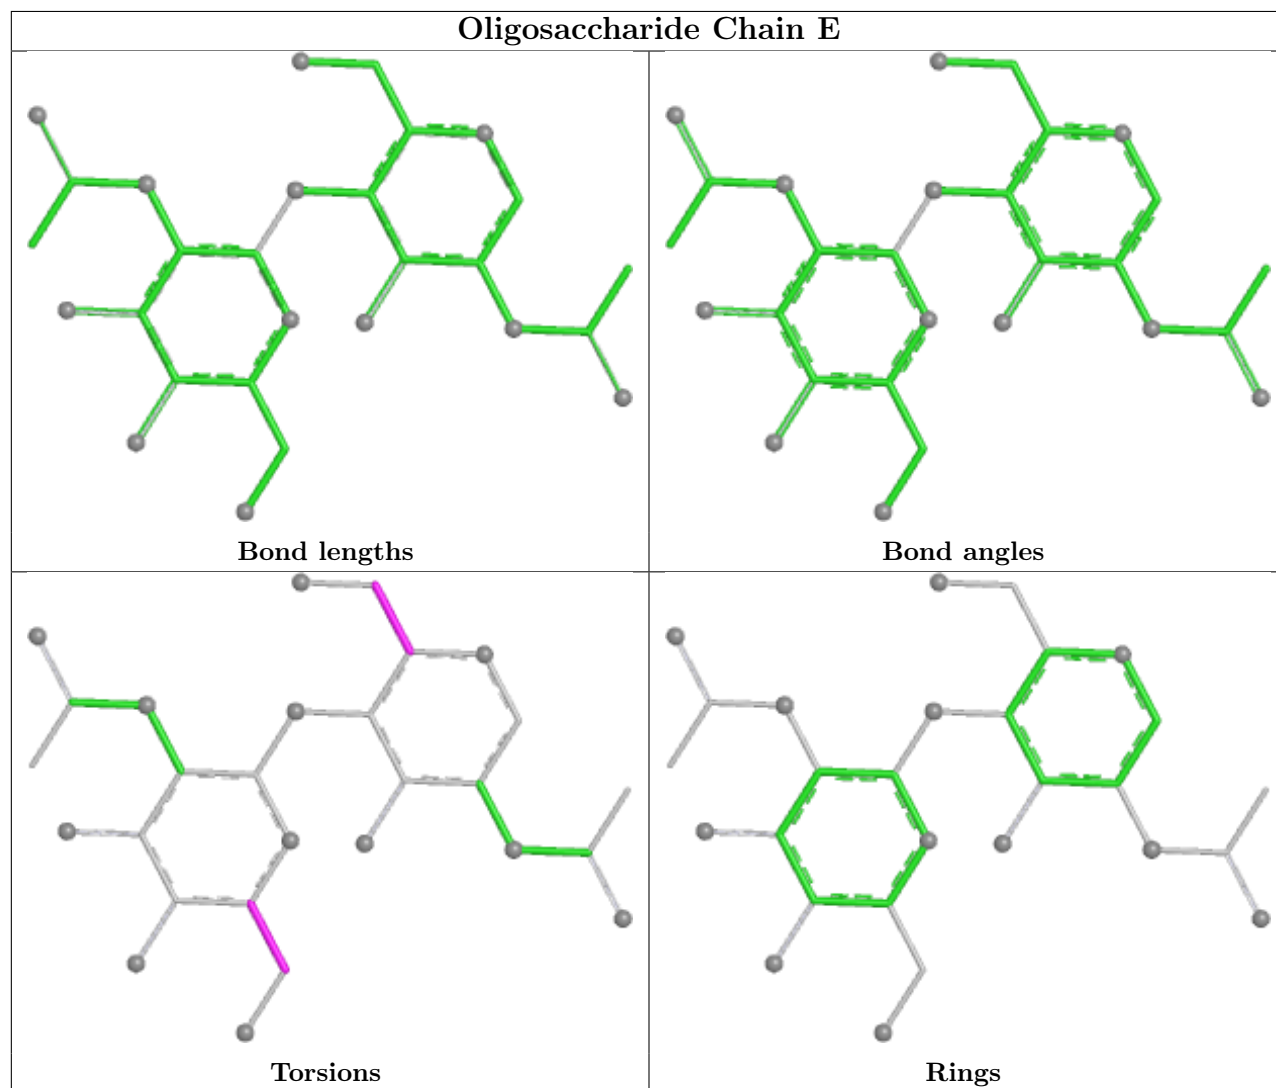 Oligosaccharide Chain E
Bond lengths
Bond angles
Torsions
Rings